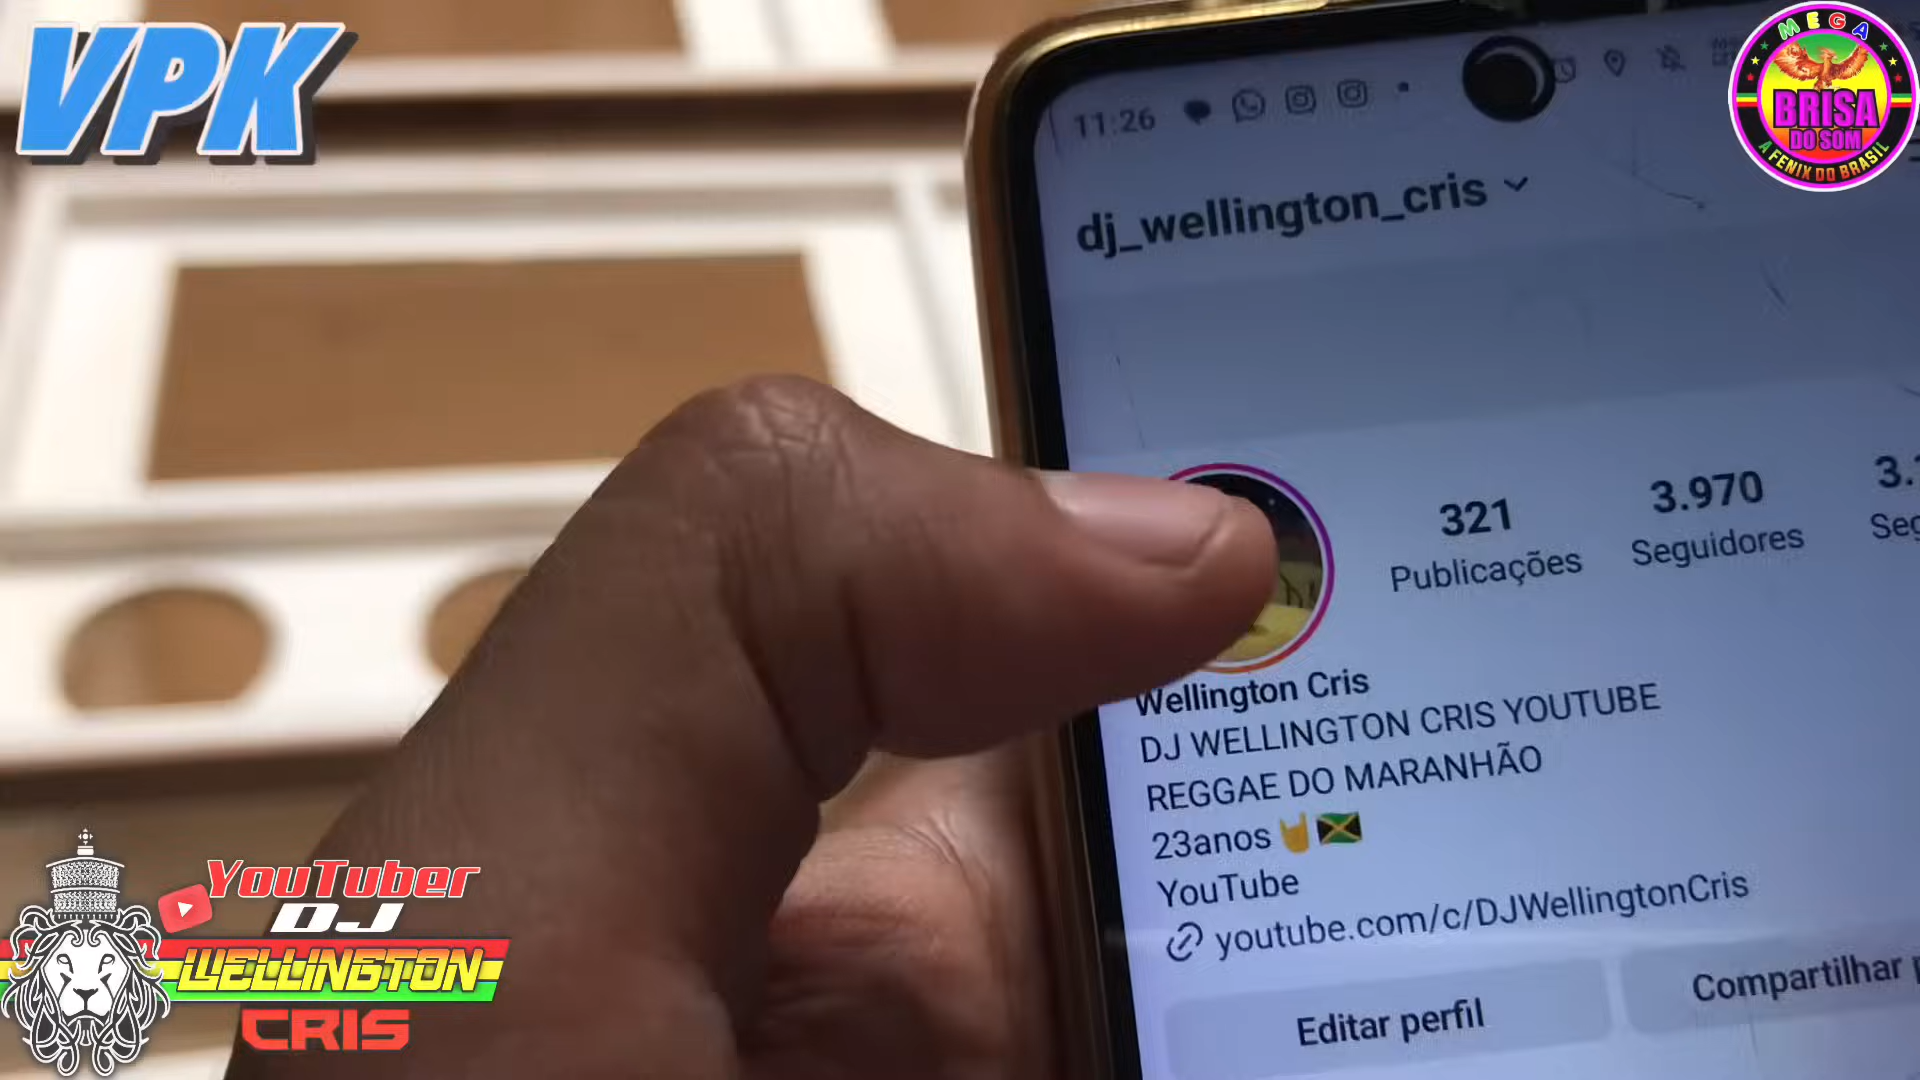 VPK
MEGA
BRISA
DO SOM
A FENIX DO BRASIL
11:26
dj_wellington_cris
321
3.970
Publicações
Seguidores
Wellington Cris
DJ WELLINGTON CRIS YOUTUBE
REGGAE DO MARANHÃO
23anos🤘🇯🇲
YouTube
youtube.com/c/DJWellingtonCris
Editar perfil
Compartilhar
YouTuber
DJ
WELLINGTON
CRIS